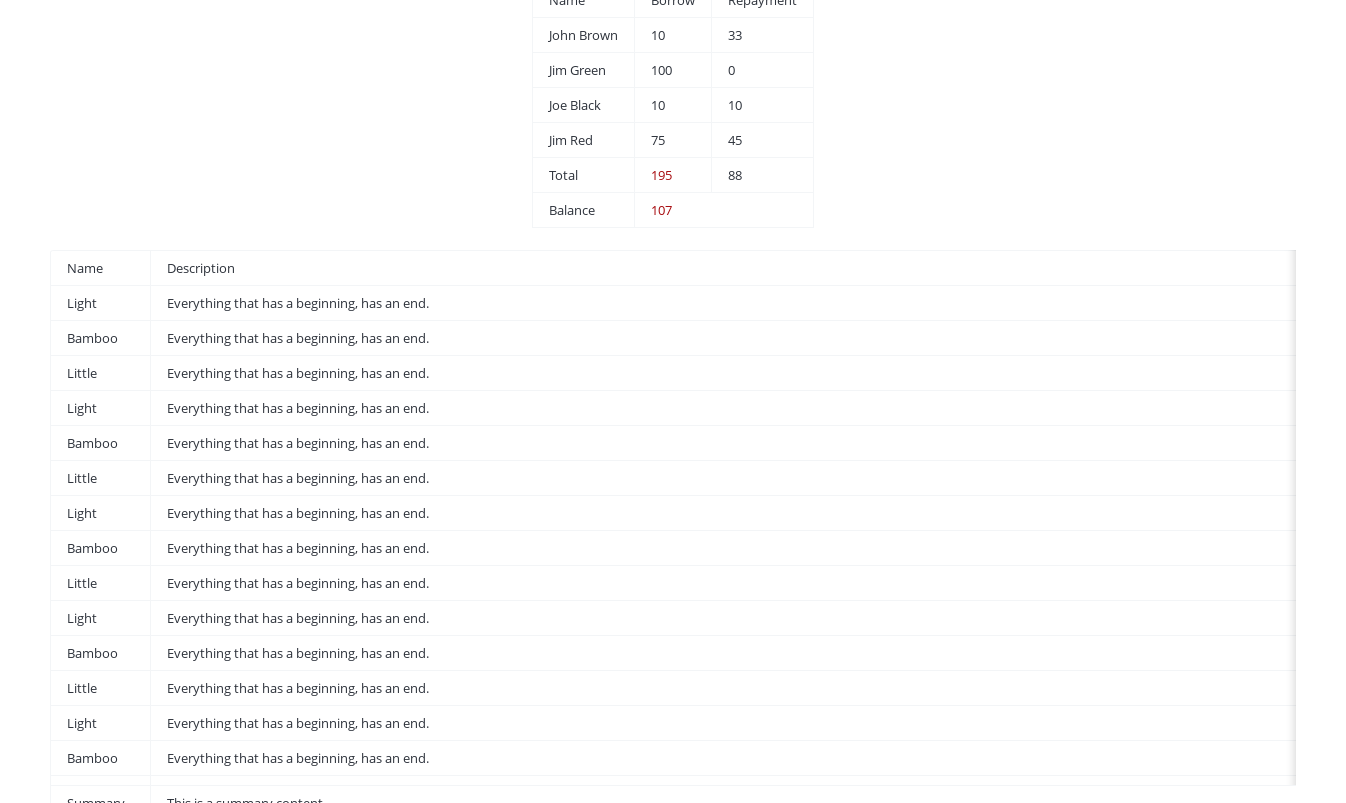 Name Borrow Repayment
John Brown 10 33
Jim Green 100 0
Joe Black 10 10
Jim Red 75 45
Total 195 88
Balance 107
Name Description
Light Everything that has a beginning, has an end.
Bamboo Everything that has a beginning, has an end.
Little Everything that has a beginning, has an end.
Light Everything that has a beginning, has an end.
Bamboo Everything that has a beginning, has an end.
Little Everything that has a beginning, has an end.
Light Everything that has a beginning, has an end.
Bamboo Everything that has a beginning, has an end.
Little Everything that has a beginning, has an end.
Light Everything that has a beginning, has an end.
Bamboo Everything that has a beginning, has an end.
Little Everything that has a beginning, has an end.
Light Everything that has a beginning, has an end.
Bamboo Everything that has a beginning, has an end.
Summary This is a summary content